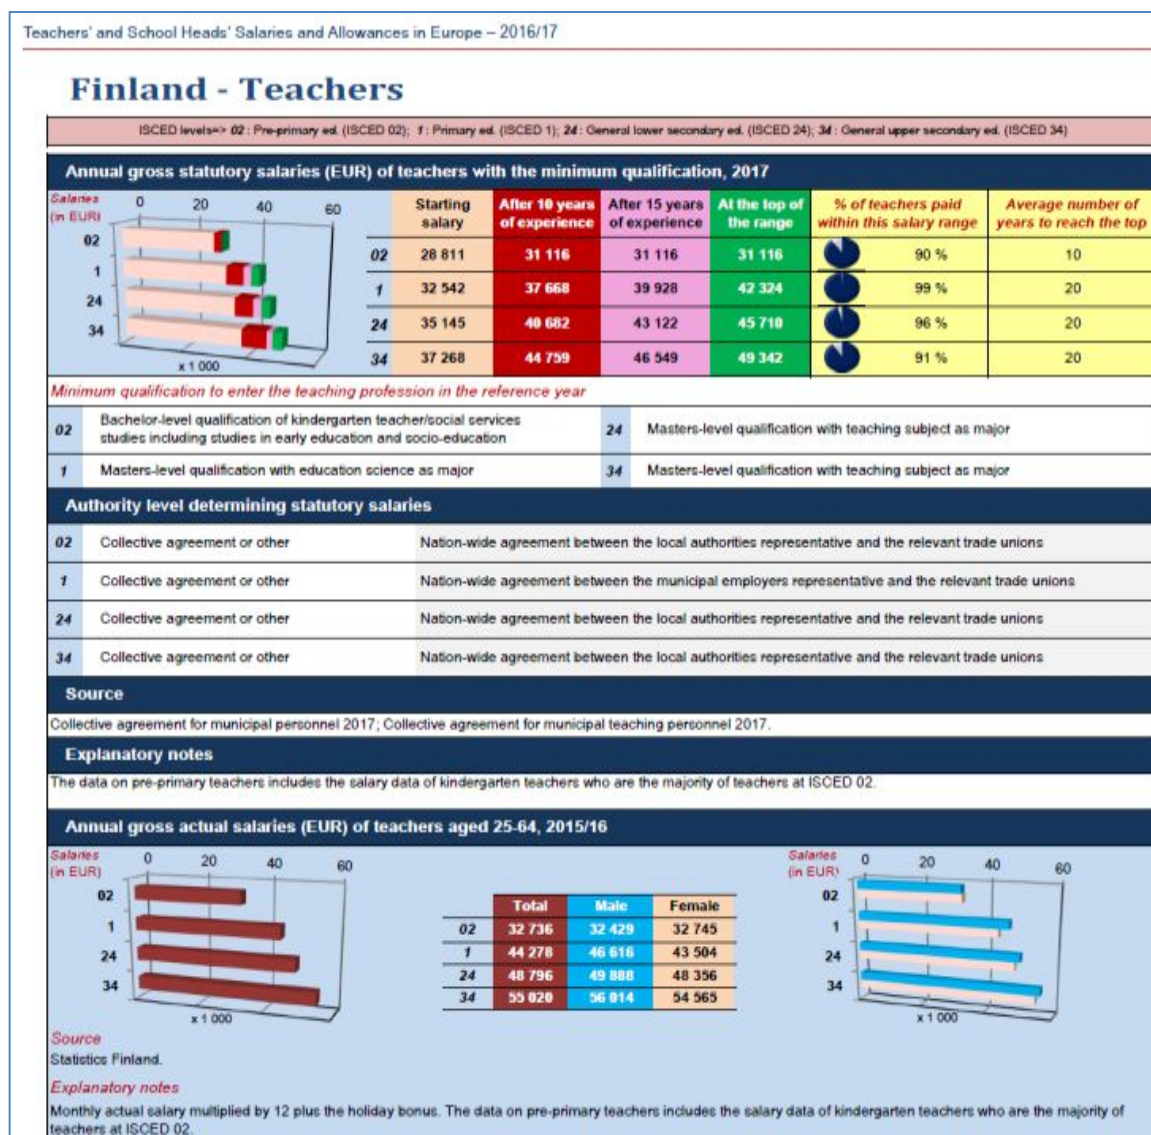 Teachers' and School Heads' Salaries and Allowances in Europe – 2016/17
Finland - Teachers
ISCED levels=> 02 : Pre-primary ed. (ISCED 02); 1 : Primary ed. (ISCED 1); 24 : General lower secondary ed. (ISCED 24); 34 : General upper secondary ed. (ISCED 34)
Annual gross statutory salaries (EUR) of teachers with the minimum qualification, 2017
Salaries
(in EUR)
0 20 40 60
02
1
24
34
x 1 000
Starting salary After 10 years of experience After 15 years of experience At the top of the range % of teachers paid within this salary range Average number of years to reach the top
02 28 811 31 116 31 116 31 116 90 % 10
1 32 542 37 668 39 928 42 324 99 % 20
24 35 145 40 682 43 122 45 710 96 % 20
34 37 268 44 759 46 549 49 342 91 % 20
Minimum qualification to enter the teaching profession in the reference year
02 Bachelor-level qualification of kindergarten teacher/social services
studies including studies in early education and socio-education
24 Masters-level qualification with teaching subject as major
1 Masters-level qualification with education science as major
34 Masters-level qualification with teaching subject as major
Authority level determining statutory salaries
02 Collective agreement or other Nation-wide agreement between the local authorities representative and the relevant trade unions
1 Collective agreement or other Nation-wide agreement between the municipal employers representative and the relevant trade unions
24 Collective agreement or other Nation-wide agreement between the local authorities representative and the relevant trade unions
34 Collective agreement or other Nation-wide agreement between the local authorities representative and the relevant trade unions
Source
Collective agreement for municipal personnel 2017; Collective agreement for municipal teaching personnel 2017.
Explanatory notes
The data on pre-primary teachers includes the salary data of kindergarten teachers who are the majority of teachers at ISCED 02.
Annual gross actual salaries (EUR) of teachers aged 25-64, 2015/16
Salaries
(in EUR)
0 20 40 60
02
1
24
34
x 1 000
Total Male Female
02 32 736 32 429 32 745
1 44 278 46 616 43 504
24 48 796 49 888 48 356
34 55 020 56 014 54 565
Salaries
(in EUR)
0 20 40 60
02
1
24
34
x 1 000
Source
Statistics Finland.
Explanatory notes
Monthly actual salary multiplied by 12 plus the holiday bonus. The data on pre-primary teachers includes the salary data of kindergarten teachers who are the majority of
teachers at ISCED 02.